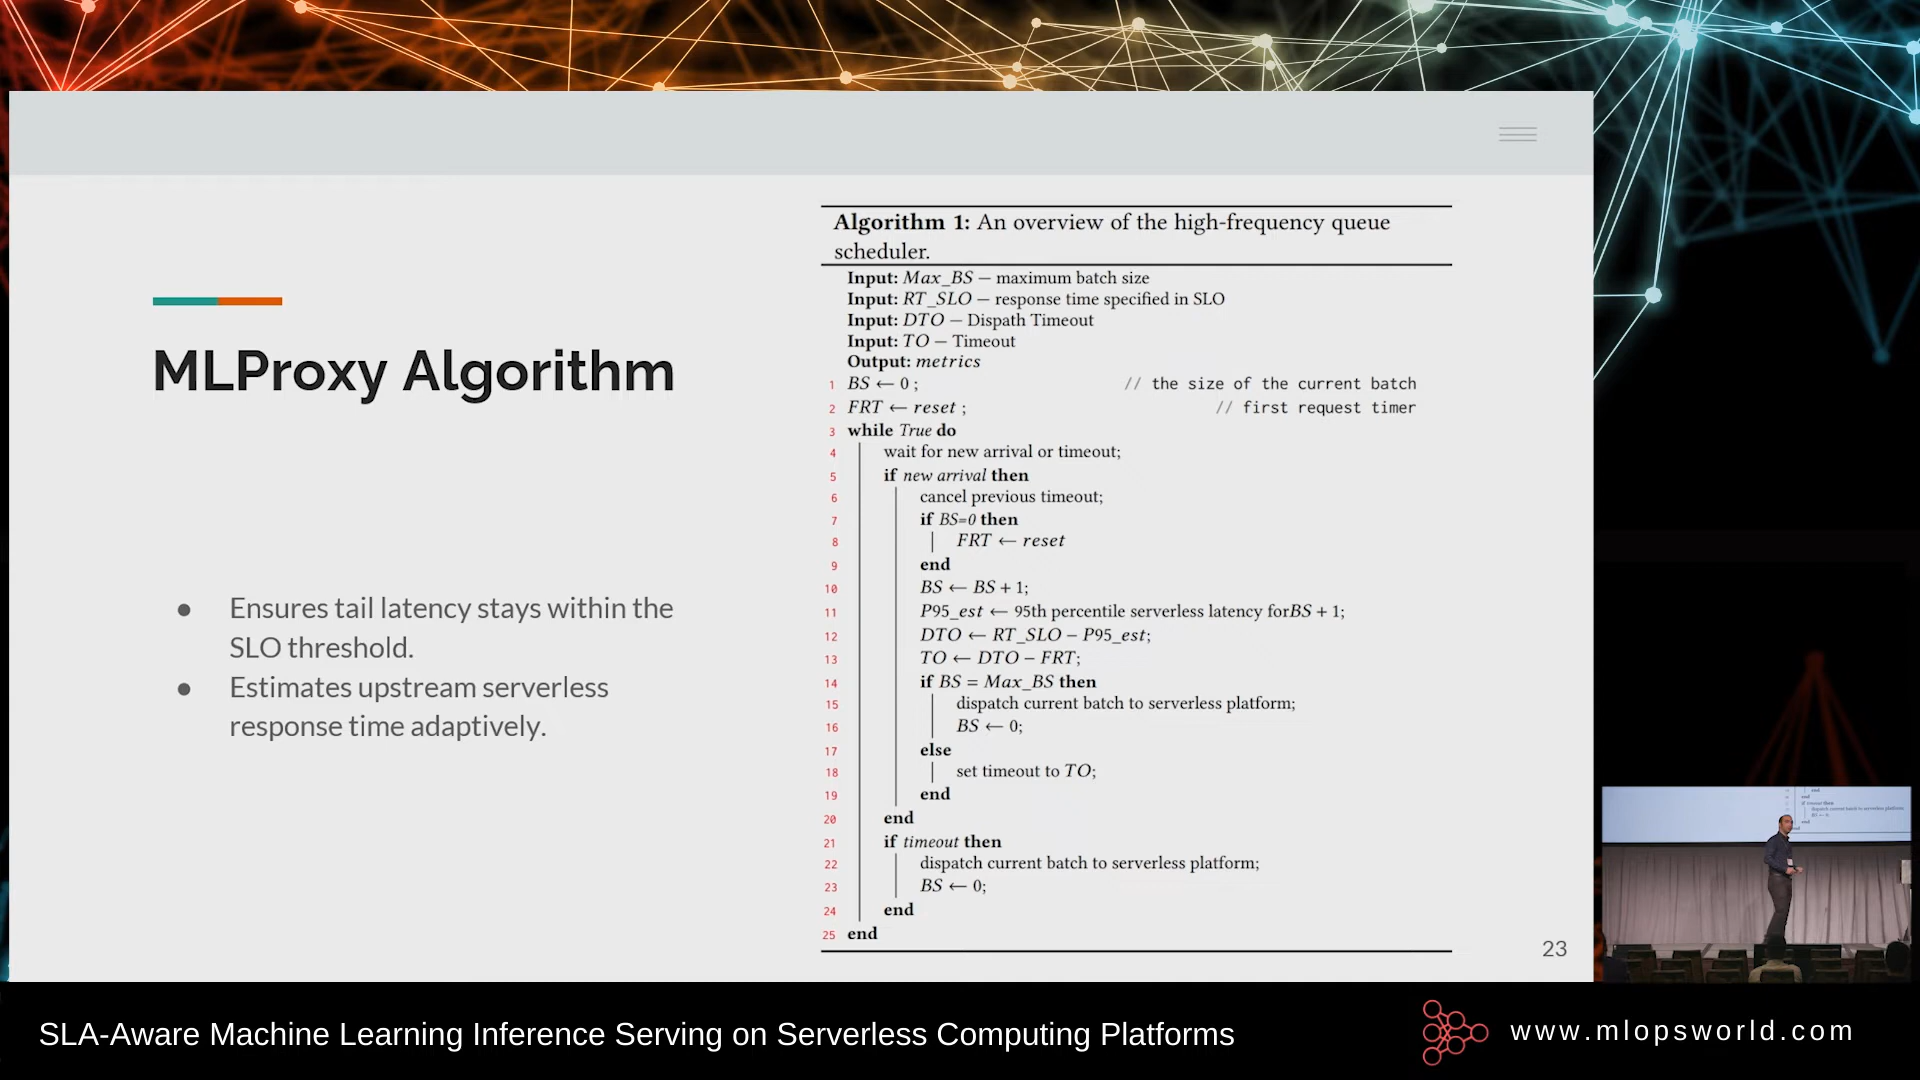 MLProxy Algorithm
● Ensures tail latency stays within the
SLO threshold.
● Estimates upstream serverless
response time adaptively.
Algorithm 1: An overview of the high-frequency queue
scheduler.
Input: Max_BS – maximum batch size
Input: RT_SLO – response time specified in SLO
Input: DTO – Dispath Timeout
Input: TO – Timeout
Output: metrics
1 BS ← 0 ; // the size of the current batch
2 FRT ← reset ; // first request timer
3 while True do
4 wait for new arrival or timeout;
5 if new arrival then
6 cancel previous timeout;
7 if BS=0 then
8 FRT ← reset
9 end
10 BS ← BS + 1;
11 P95_est ← 95th percentile serverless latency forBS + 1;
12 DTO ← RT_SLO – P95_est;
13 TO ← DTO – FRT;
14 if BS = Max_BS then
15 dispatch current batch to serverless platform;
16 BS ← 0;
17 else
18 set timeout to TO;
19 end
20 end
21 if timeout then
22 dispatch current batch to serverless platform;
23 BS ← 0;
24 end
25 end
23
SLA-Aware Machine Learning Inference Serving on Serverless Computing Platforms
www.mlopsworld.com